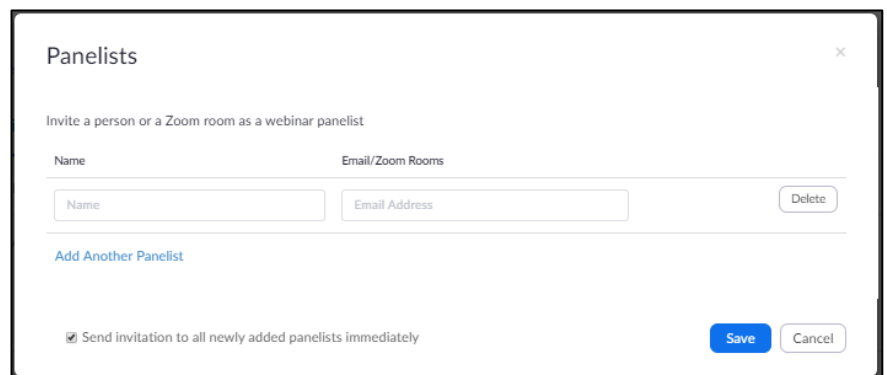 Panelists
×
Invite a person or a Zoom room as a webinar panelist
Name Email/Zoom Rooms
Name Email Address Delete
Add Another Panelist
Send invitation to all newly added panelists immediately Save Cancel